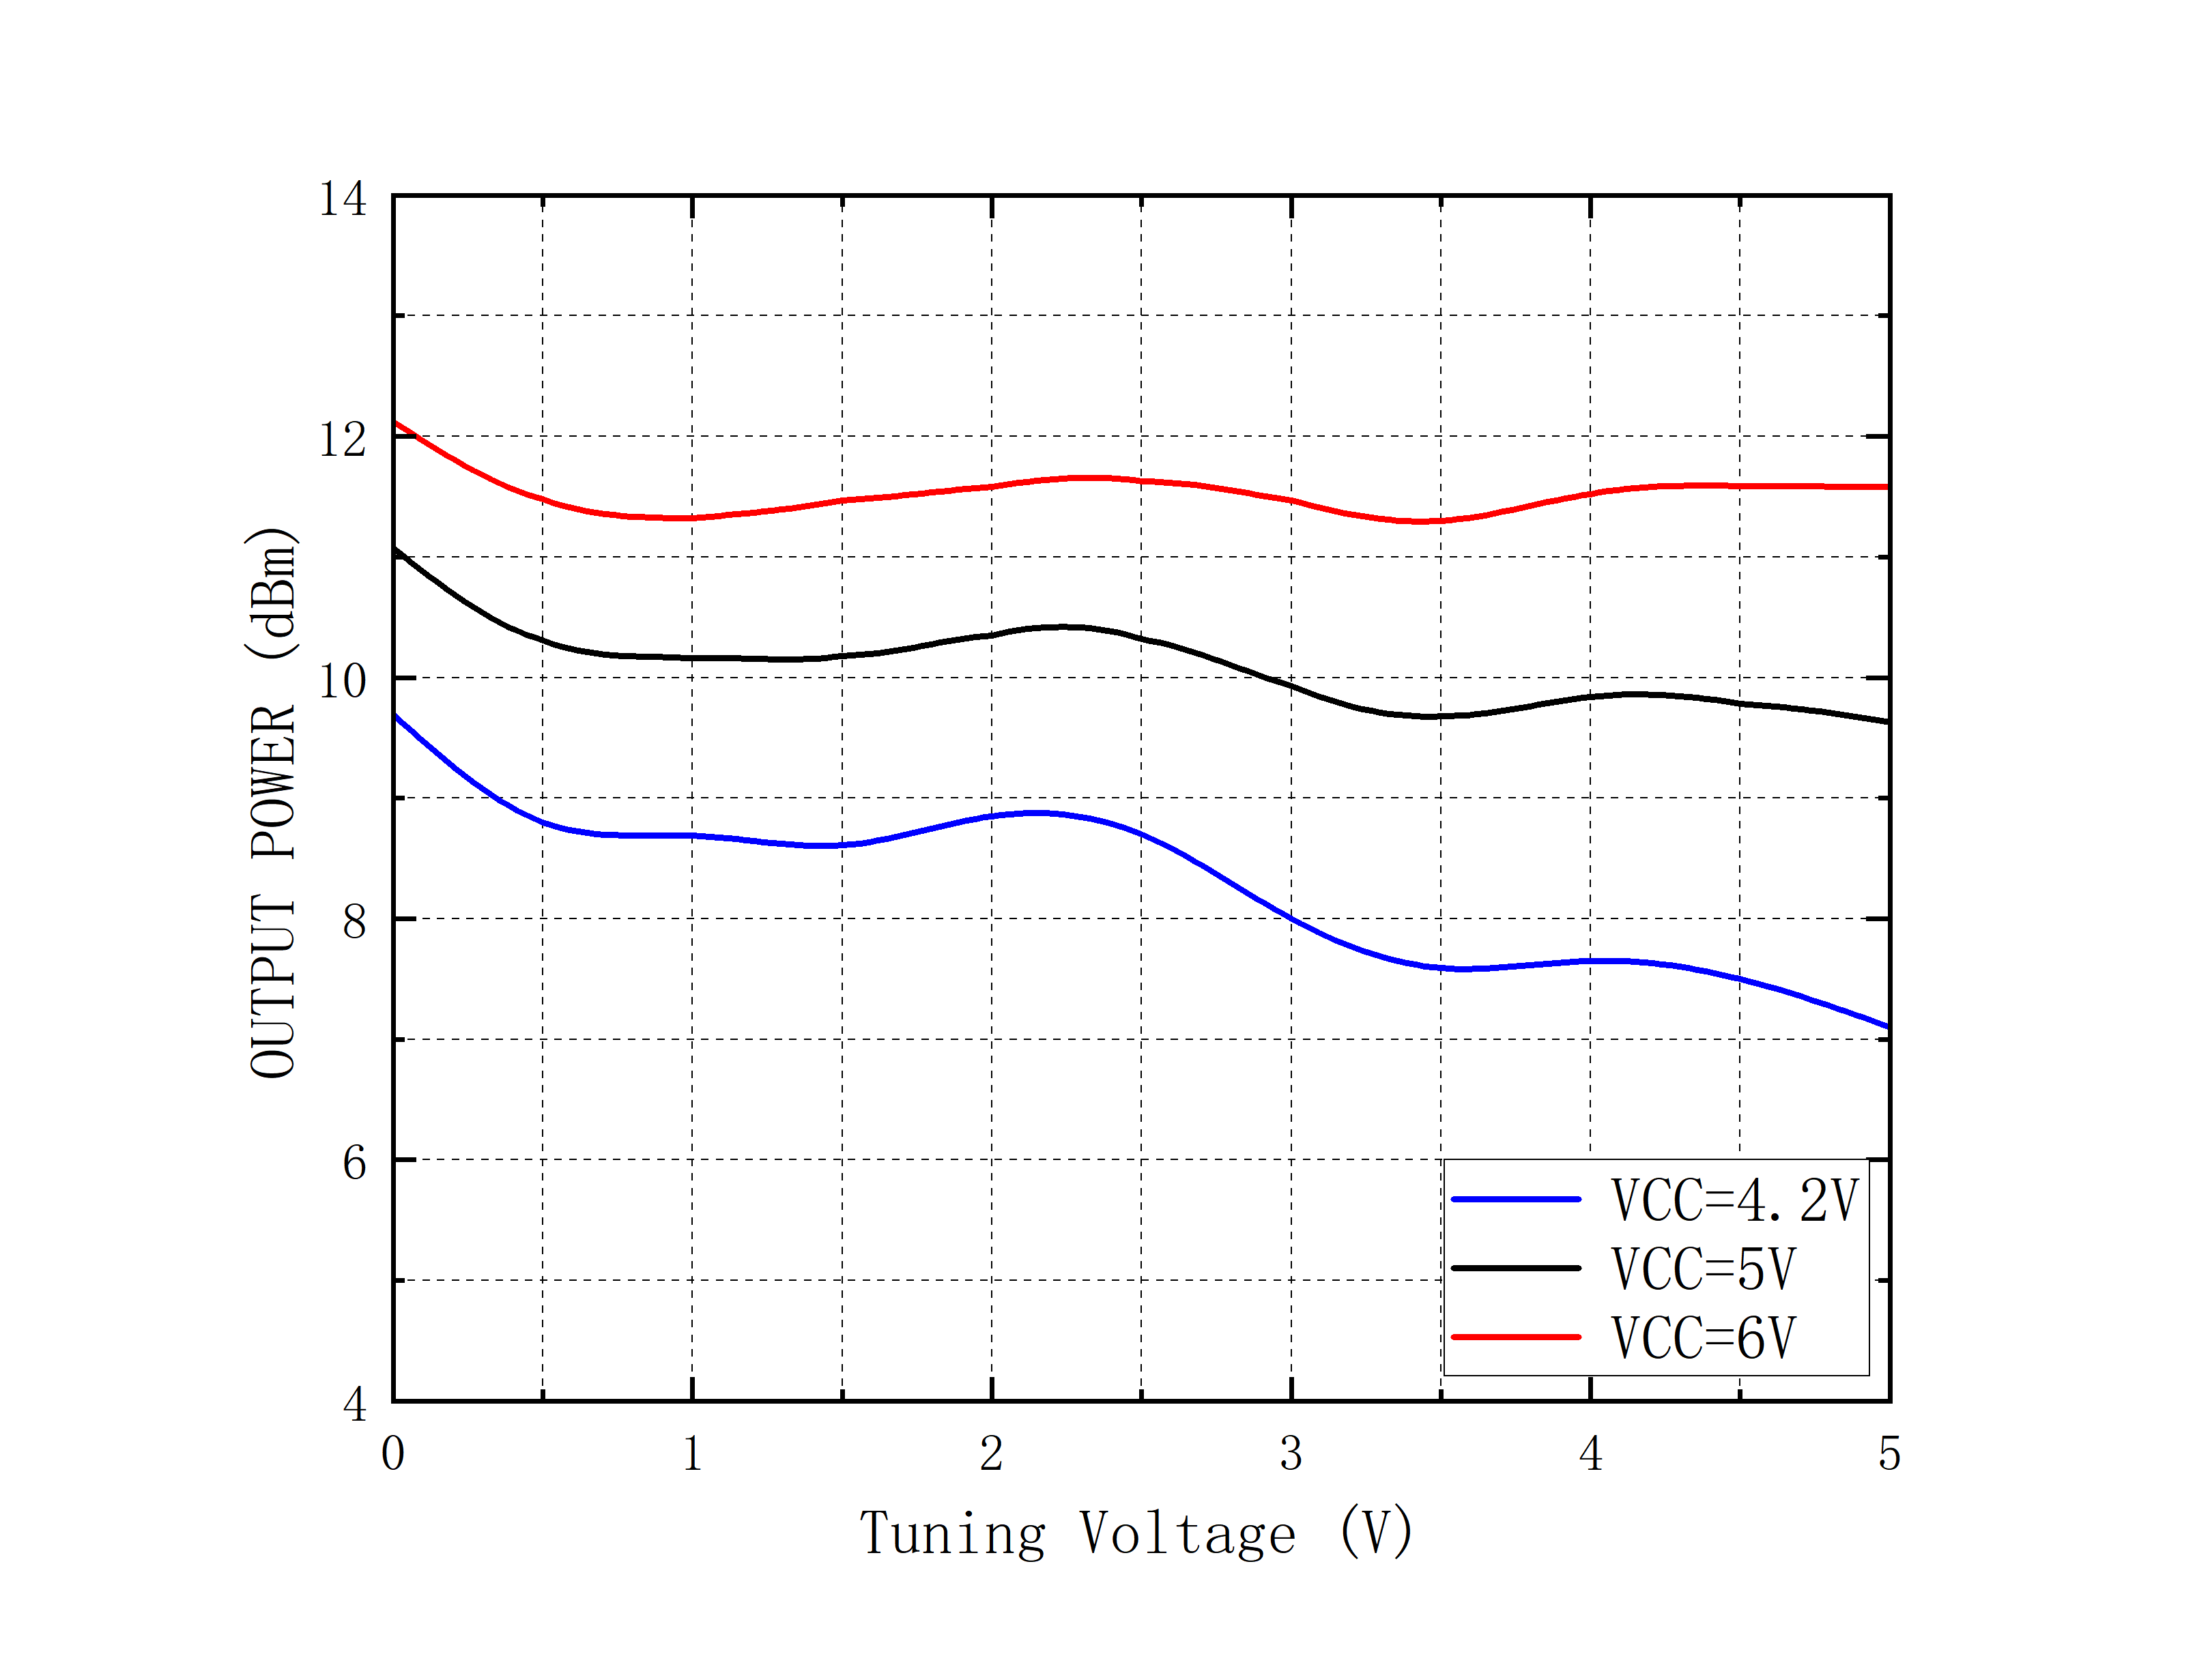 14
12
10
8
6
4
0 1 2 3 4 5
OUTPUT POWER (dBm)
Tuning Voltage (V)
VCC=4.2V
VCC=5V
VCC=6V